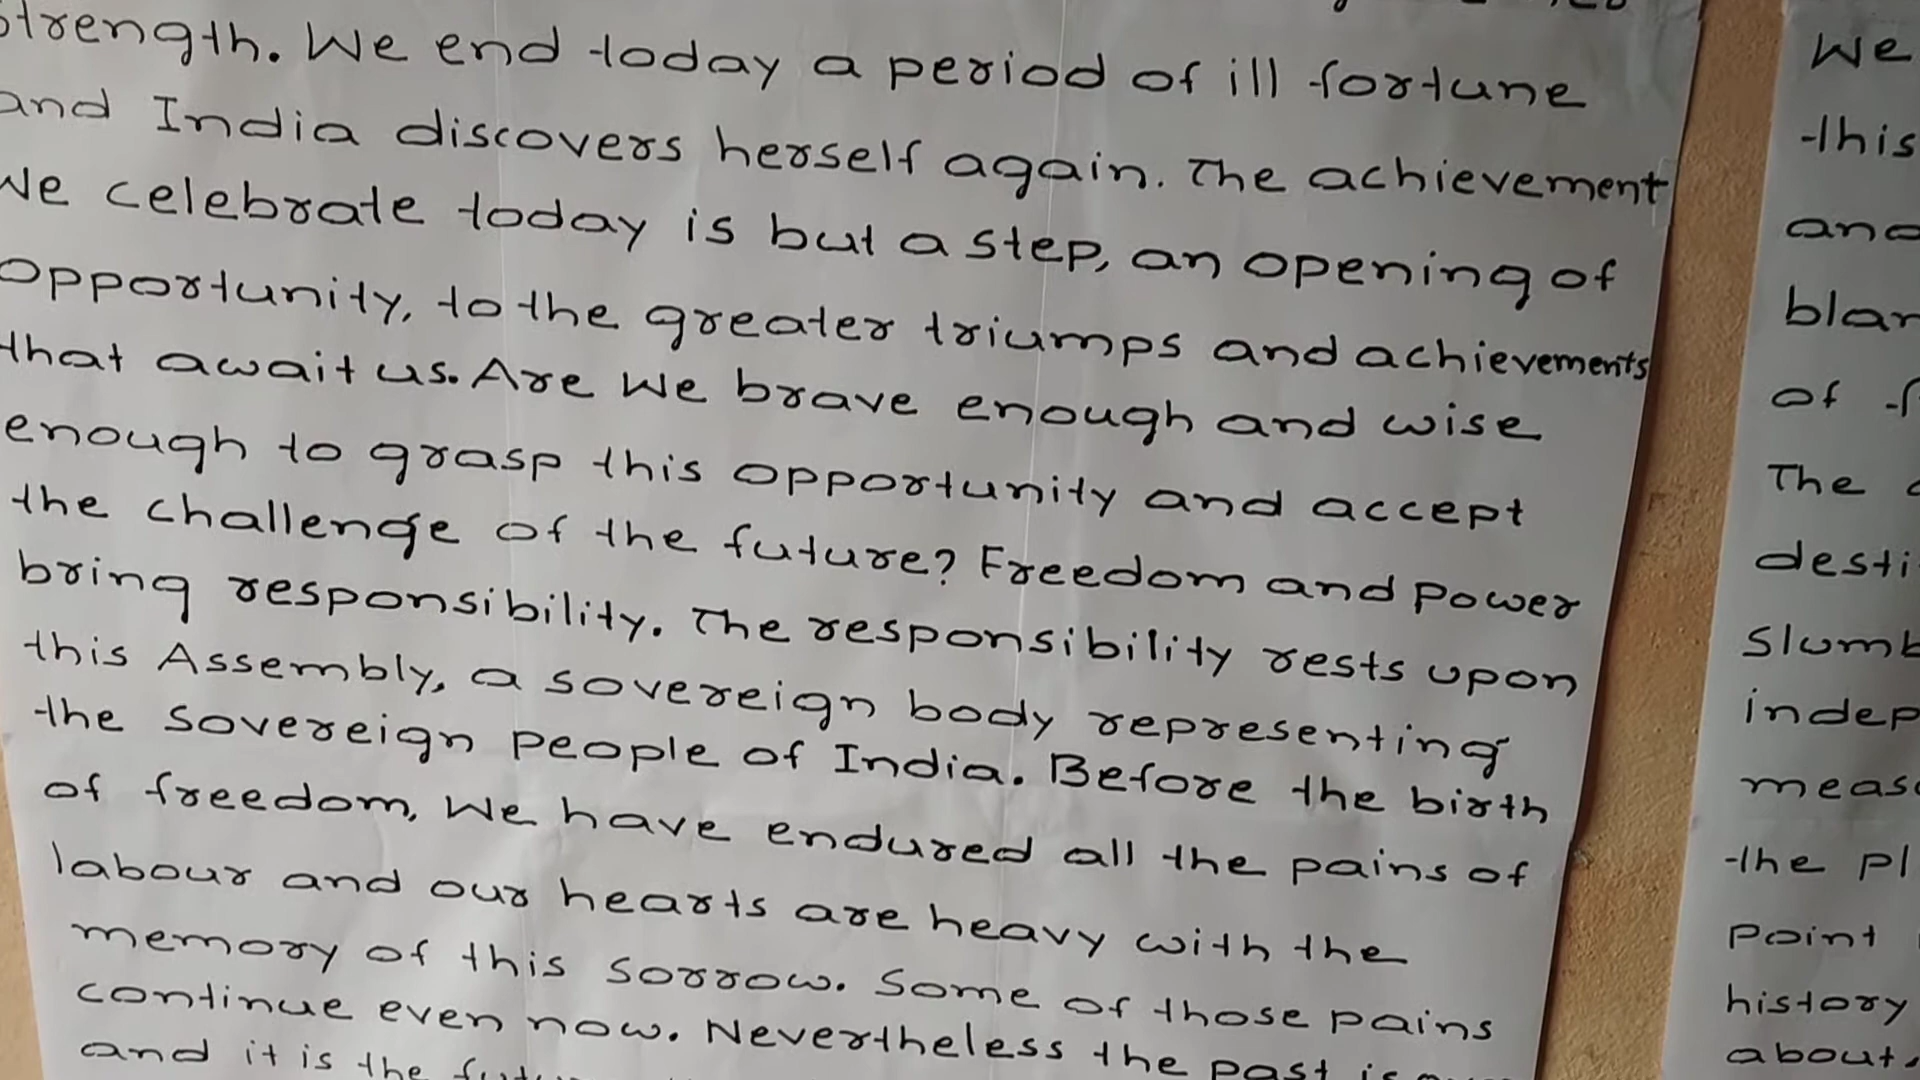 strength. We end today a period of ill fortune
and India discovers herself again. The achievement
We celebrate today is but a step, an opening of
opportunity, to the greater triumps and achievements
that await us. Are We brave enough and wise
enough to grasp this opportunity and accept
the challenge of the future? Freedom and power
bring responsibility. The responsibility rests upon
this Assembly, a sovereign body representing
the sovereign people of India. Before the birth
of freedom, We have endured all the pains of
labour and our hearts are heavy with the
memory of this sorrow. Some of those pains
continue even now. Nevertheless the past is
and it is the
We
this
and
of
The
desti
Slumb
indep
meas
the pl
point
history
about.